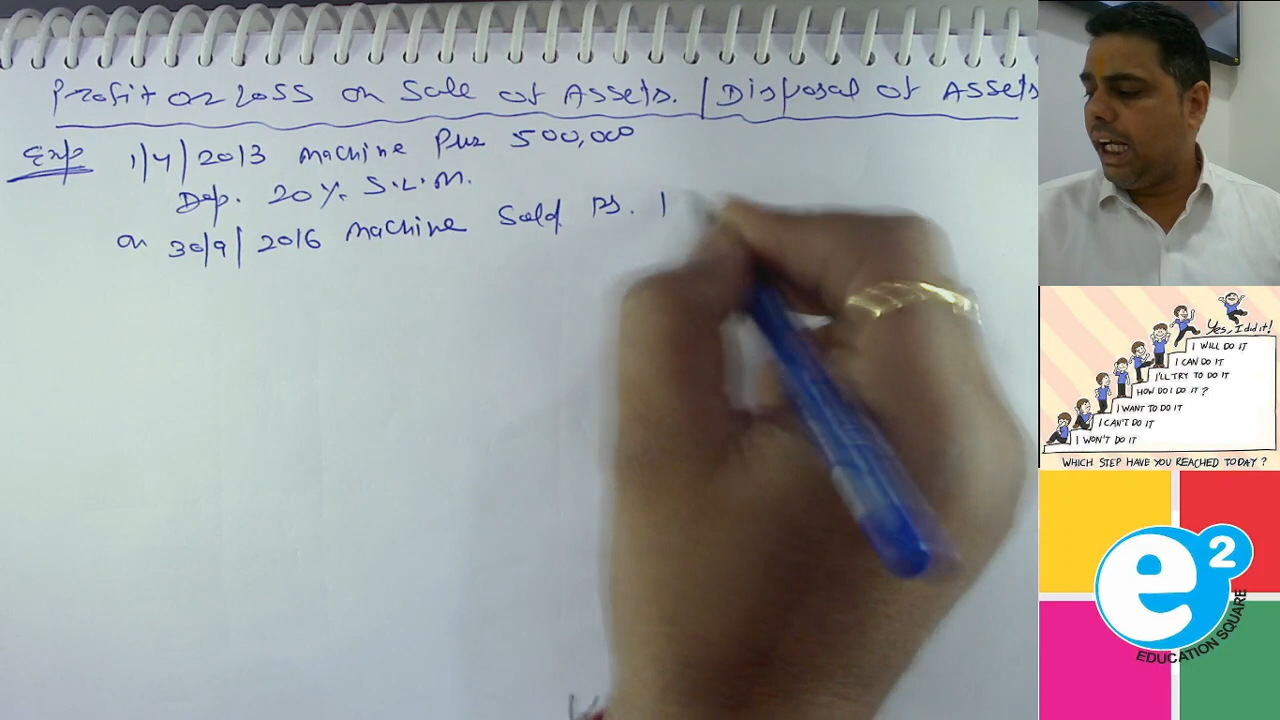 Profit or Loss on Sale of Assets. / Disposal of Assets
Exp 1/4/2013 machine Pur 500,000
Dep. 20% S.L.M.
on 30/9/2016 machine Sold Rs. 1
Yes, I did it!
I WILL DO IT
I CAN DO IT
I'LL TRY TO DO IT
HOW DO I DO IT?
I WANT TO DO IT
I CAN'T DO IT
I WON'T DO IT
WHICH STEP HAVE YOU REACHED TODAY?
e2
EDUCATION SQUARE